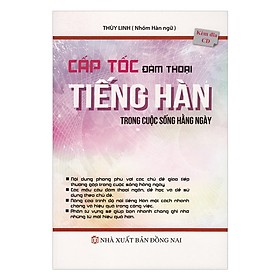 THÙY LINH ( Nhóm Hàn ngữ )
Kèm đĩa
CD
CẤP TỐC ĐÀM THOẠI
TIẾNG HÀN
TRONG CUỘC SỐNG HẰNG NGÀY
Nội dung phong phú với các chủ đề giao tiếp
thường gặp trong cuộc sống hằng ngày.
Các mẫu câu đàm thoại ngắn, dễ học và dễ sử
dụng theo chủ đề.
Nâng cao trình độ nói tiếng Hàn một cách nhanh
chóng và hiệu quả trong công việc.
Phần từ vựng sẽ giúp bạn nhanh chóng ghi nhớ
những từ mới hiệu quả hơn.
NHÀ XUẤT BẢN ĐỒNG NAI